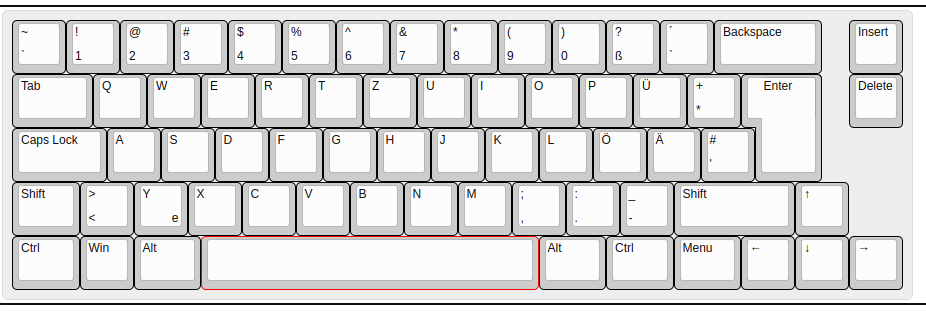 ~ ! @ # $ % ^ & * ( ) ? ´ Backspace Insert
` 1 2 3 4 5 6 7 8 9 0 ß `
Tab Q W E R T Z U I O P Ü + Enter Delete
*
Caps Lock A S D F G H J K L Ö Ä #
'
Shift > Y X C V B N M ; : _ Shift ↑
< e , . -
Ctrl Win Alt Alt Ctrl Menu ← ↓ →